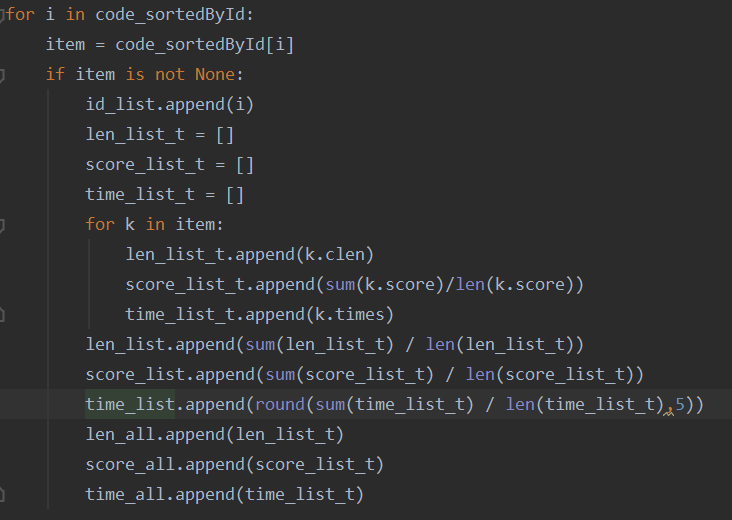 for i in code_sortedById:
    item = code_sortedById[i]
    if item is not None:
        id_list.append(i)
        len_list_t = []
        score_list_t = []
        time_list_t = []
        for k in item:
            len_list_t.append(k.clen)
            score_list_t.append(sum(k.score)/len(k.score))
            time_list_t.append(k.times)
        len_list.append(sum(len_list_t) / len(len_list_t))
        score_list.append(sum(score_list_t) / len(score_list_t))
        time_list.append(round(sum(time_list_t) / len(time_list_t),5))
        len_all.append(len_list_t)
        score_all.append(score_list_t)
        time_all.append(time_list_t)